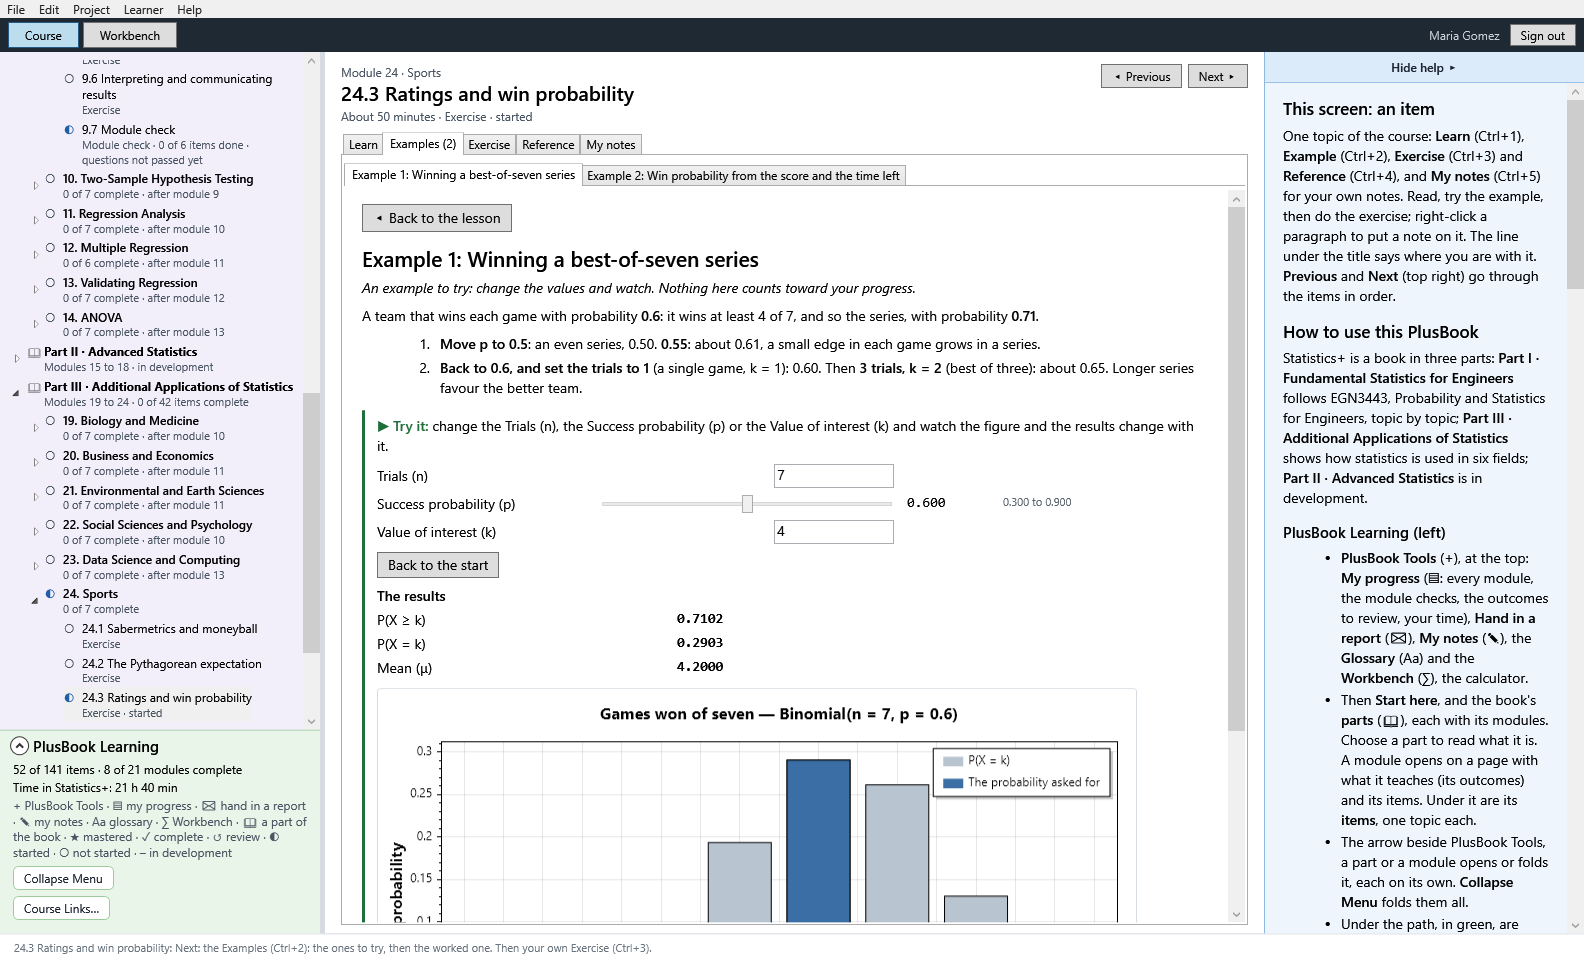 File Edit Project Learner Help
Course Workbench Maria Gomez Sign out
Exercise
9.6 Interpreting and communicating
results
Exercise
9.7 Module check
Module check · 0 of 6 items done ·
questions not passed yet
10. Two-Sample Hypothesis Testing
0 of 7 complete · after module 9
11. Regression Analysis
0 of 7 complete · after module 10
12. Multiple Regression
0 of 6 complete · after module 11
13. Validating Regression
0 of 7 complete · after module 12
14. ANOVA
0 of 7 complete · after module 13
Part II · Advanced Statistics
Modules 15 to 18 · in development
Part III · Additional Applications of Statistics
Modules 19 to 24 · 0 of 42 items complete
19. Biology and Medicine
0 of 7 complete · after module 10
20. Business and Economics
0 of 7 complete · after module 11
21. Environmental and Earth Sciences
0 of 7 complete · after module 11
22. Social Sciences and Psychology
0 of 7 complete · after module 10
23. Data Science and Computing
0 of 7 complete · after module 13
24. Sports
0 of 7 complete
24.1 Sabermetrics and moneyball
Exercise
24.2 The Pythagorean expectation
Exercise
24.3 Ratings and win probability
Exercise · started
PlusBook Learning
52 of 141 items · 8 of 21 modules complete
Time in Statistics+: 21 h 40 min
+ PlusBook Tools · ▤ my progress · ✉ hand in a report
· ✎ my notes · Aa glossary · ∑ Workbench · 🕮 a part of
the book · ★ mastered · ✓ complete · ↺ review · ◐
started · ○ not started · – in development
Collapse Menu
Course Links...
Module 24 · Sports
24.3 Ratings and win probability
About 50 minutes · Exercise · started
◂ Previous Next ▸
Learn Examples (2) Exercise Reference My notes
Example 1: Winning a best-of-seven series Example 2: Win probability from the score and the time left
◂ Back to the lesson
Example 1: Winning a best-of-seven series
An example to try: change the values and watch. Nothing here counts toward your progress.
A team that wins each game with probability 0.6: it wins at least 4 of 7, and so the series, with probability 0.71.
1. Move p to 0.5: an even series, 0.50. 0.55: about 0.61, a small edge in each game grows in a series.
2. Back to 0.6, and set the trials to 1 (a single game, k = 1): 0.60. Then 3 trials, k = 2 (best of three): about 0.65. Longer series
favour the better team.
▶ Try it: change the Trials (n), the Success probability (p) or the Value of interest (k) and watch the figure and the results change with
it.
Trials (n) 7
Success probability (p) 0.600 0.300 to 0.900
Value of interest (k) 4
Back to the start
The results
P(X ≥ k) 0.7102
P(X = k) 0.2903
Mean (μ) 4.2000
Games won of seven — Binomial(n = 7, p = 0.6)
P(X = k)
The probability asked for
0.3
0.25
0.2
0.15
0.1
probability
Hide help ▸
This screen: an item
One topic of the course: Learn (Ctrl+1),
Example (Ctrl+2), Exercise (Ctrl+3) and
Reference (Ctrl+4), and My notes (Ctrl+5)
for your own notes. Read, try the example,
then do the exercise; right-click a
paragraph to put a note on it. The line
under the title says where you are with it.
Previous and Next (top right) go through
the items in order.
How to use this PlusBook
Statistics+ is a book in three parts: Part I ·
Fundamental Statistics for Engineers
follows EGN3443, Probability and Statistics
for Engineers, topic by topic; Part III ·
Additional Applications of Statistics
shows how statistics is used in six fields;
Part II · Advanced Statistics is in
development.
PlusBook Learning (left)
• PlusBook Tools (+), at the top:
My progress (▤: every module,
the module checks, the outcomes
to review, your time), Hand in a
report (✉), My notes (✎), the
Glossary (Aa) and the
Workbench (∑), the calculator.
• Then Start here, and the book's
parts (🕮), each with its modules.
Choose a part to read what it is.
A module opens on a page with
what it teaches (its outcomes)
and its items. Under it are its
items, one topic each.
• The arrow beside PlusBook Tools,
a part or a module opens or folds
it, each on its own. Collapse
Menu folds them all.
• Under the path, in green, are
24.3 Ratings and win probability: Next: the Examples (Ctrl+2): the ones to try, then the worked one. Then your own Exercise (Ctrl+3).